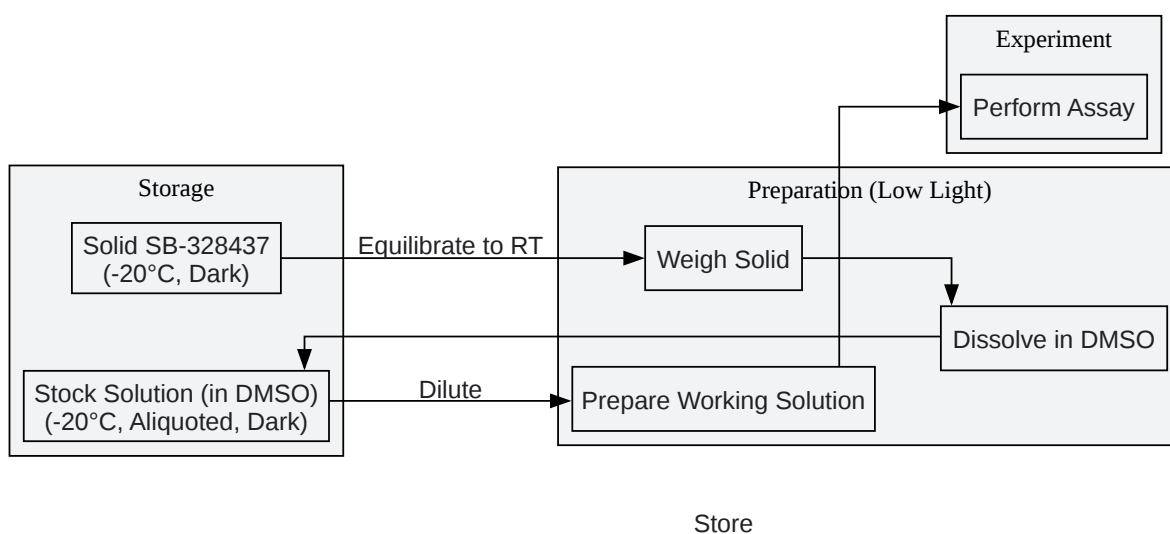 Experiment
Perform Assay
Storage
Preparation (Low Light)
Solid SB-328437
(-20°C, Dark)
Equilibrate to RT
Weigh Solid
Dissolve in DMSO
Stock Solution (in DMSO)
(-20°C, Aliquoted, Dark)
Dilute
Prepare Working Solution
Store